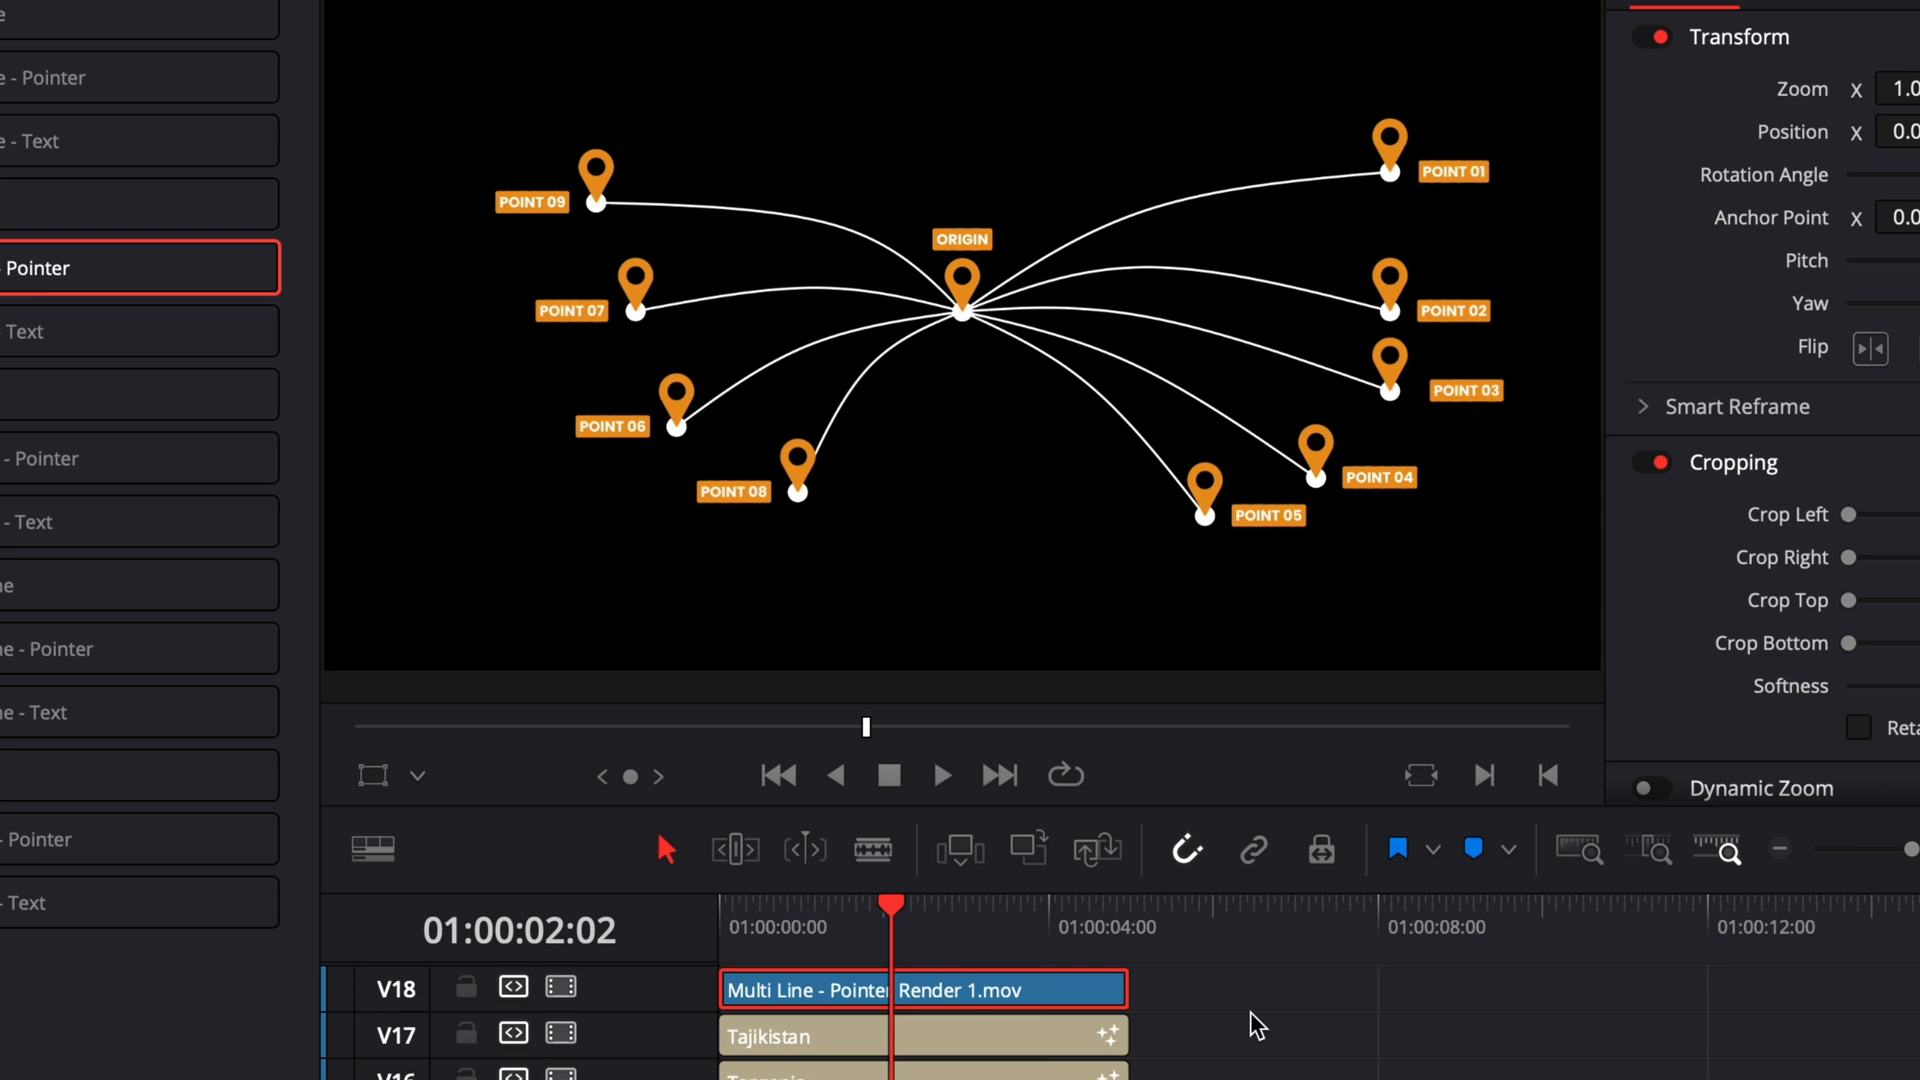 e
e - Pointer
e - Text
- Pointer
- Text
- Pointer
- Text
ne
ne - Pointer
ne - Text
- Pointer
- Text
POINT 01
POINT 09
ORIGIN
POINT 07
POINT 02
POINT 03
POINT 06
POINT 04
POINT 08
POINT 05
Transform
Zoom X 1.0
Position X 0.0
Rotation Angle
Anchor Point X 0.0
Pitch
Yaw
Flip
Smart Reframe
Cropping
Crop Left
Crop Right
Crop Top
Crop Bottom
Softness
Reta
Dynamic Zoom
01:00:02:02
01:00:00:00
01:00:04:00
01:00:08:00
01:00:12:00
V18
Multi Line - Pointer Render 1.mov
V17
Tajikistan
V16